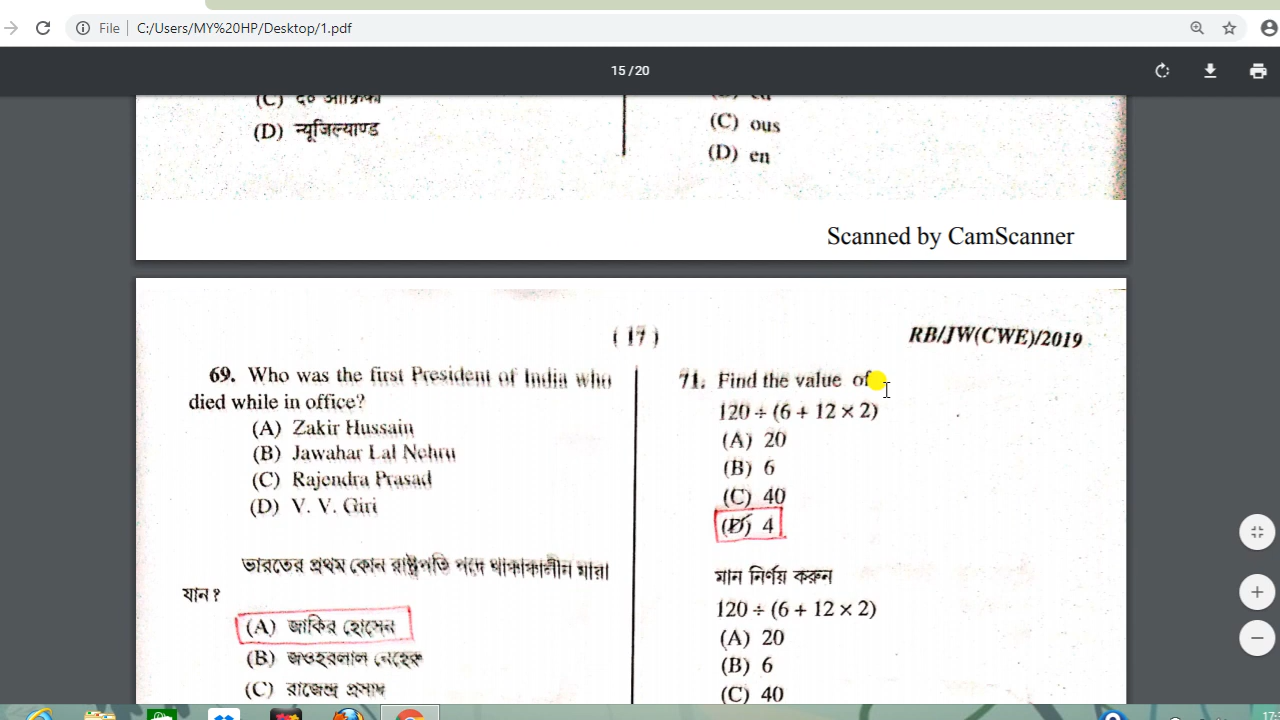 File C:/Users/MY%20HP/Desktop/1.pdf
15/20
(C) द० आफ्रिका
(D) न्यूजिल्याण्ड
(C) ous
(D) en
Scanned by CamScanner
( 17 )
RB/JW(CWE)/2019
69. Who was the first President of India who
died while in office?
(A) Zakir Hussain
(B) Jawahar Lal Nehru
(C) Rajendra Prasad
(D) V. V. Giri
ভারতের প্রথম কোন রাষ্ট্রপতি পদে থাকাকালীন মারা
যান?
(A) জাকির হোসেন
(B) জওহরলাল নেহেরু
(C) রাজেন্দ্র প্রসাদ
71. Find the value of
120 ÷ (6 + 12 × 2)
(A) 20
(B) 6
(C) 40
(D) 4
মান নির্ণয় করুন
120 ÷ (6 + 12 × 2)
(A) 20
(B) 6
(C) 40